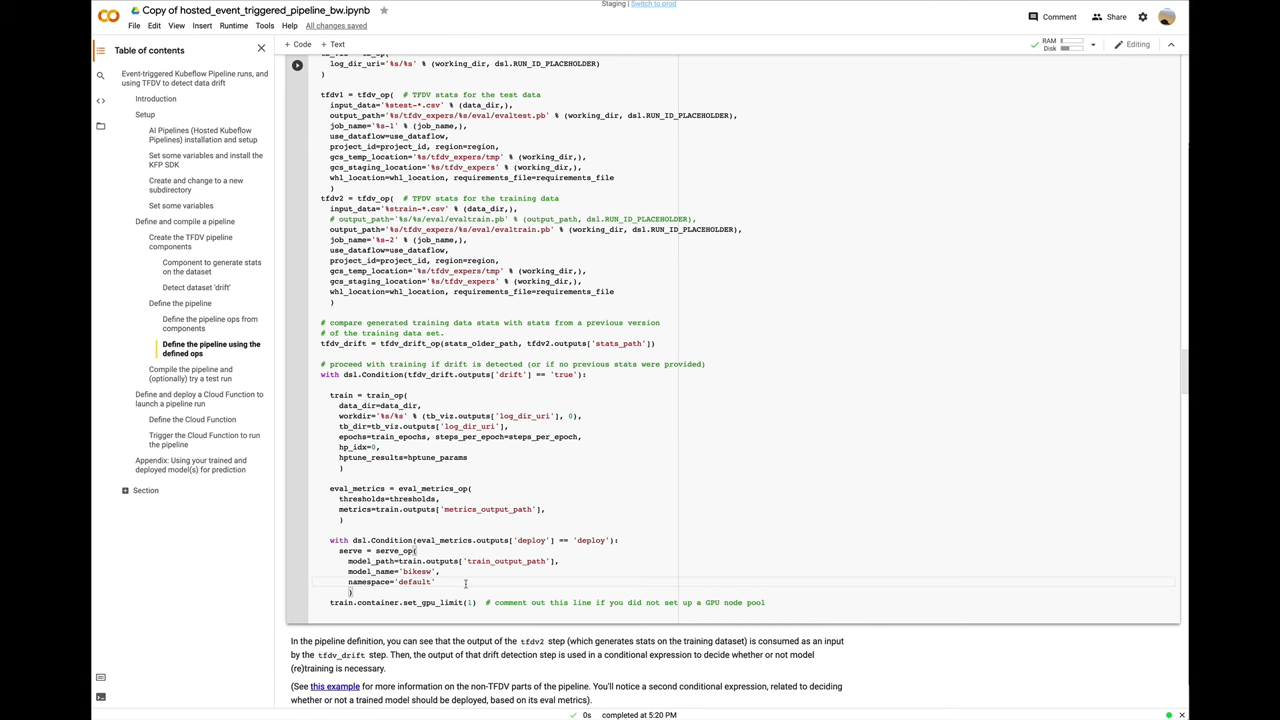 Staging | Switch to prod
Copy of hosted_event_triggered_pipeline_bw.ipynb
File Edit View Insert Runtime Tools Help All changes saved
Comment Share
+ Code + Text
RAM
Disk
Editing
Table of contents
Event-triggered Kubeflow Pipeline runs, and
using TFDV to detect data drift
Introduction
Setup
AI Pipelines (Hosted Kubeflow
Pipelines) installation and setup
Set some variables and install the
KFP SDK
Create and change to a new
subdirectory
Set some variables
Define and compile a pipeline
Create the TFDV pipeline
components
Component to generate stats
on the dataset
Detect dataset 'drift'
Define the pipeline
Define the pipeline ops from
components
Define the pipeline using the
defined ops
Compile the pipeline and
(optionally) try a test run
Define and deploy a Cloud Function to
launch a pipeline run
Define the Cloud Function
Trigger the Cloud Function to run
the pipeline
Appendix: Using your trained and
deployed model(s) for prediction
Section
log_dir_uri='%s/%s' % (working_dir, dsl.RUN_ID_PLACEHOLDER)
)
tfdv1 = tfdv_op(  # TFDV stats for the test data
input_data='%stest-*.csv' % (data_dir,),
output_path='%s/tfdv_expers/%s/eval/evaltest.pb' % (working_dir, dsl.RUN_ID_PLACEHOLDER),
job_name='%s-1' % (job_name,),
use_dataflow=use_dataflow,
project_id=project_id, region=region,
gcs_temp_location='%s/tfdv_expers/tmp' % (working_dir,),
gcs_staging_location='%s/tfdv_expers' % (working_dir,),
whl_location=whl_location, requirements_file=requirements_file
)
tfdv2 = tfdv_op(  # TFDV stats for the training data
input_data='%strain-*.csv' % (data_dir,),
# output_path='%s/%s/eval/evaltrain.pb' % (output_path, dsl.RUN_ID_PLACEHOLDER),
output_path='%s/tfdv_expers/%s/eval/evaltrain.pb' % (working_dir, dsl.RUN_ID_PLACEHOLDER),
job_name='%s-2' % (job_name,),
use_dataflow=use_dataflow,
project_id=project_id, region=region,
gcs_temp_location='%s/tfdv_expers/tmp' % (working_dir,),
gcs_staging_location='%s/tfdv_expers' % (working_dir,),
whl_location=whl_location, requirements_file=requirements_file
)
# compare generated training data stats with stats from a previous version
# of the training data set.
tfdv_drift = tfdv_drift_op(stats_older_path, tfdv2.outputs['stats_path'])
# proceed with training if drift is detected (or if no previous stats were provided)
with dsl.Condition(tfdv_drift.outputs['drift'] == 'true'):
train = train_op(
data_dir=data_dir,
workdir='%s/%s' % (tb_viz.outputs['log_dir_uri'], 0),
tb_dir=tb_viz.outputs['log_dir_uri'],
epochs=train_epochs, steps_per_epoch=steps_per_epoch,
hp_idx=0,
hptune_results=hptune_params
)
eval_metrics = eval_metrics_op(
thresholds=thresholds,
metrics=train.outputs['metrics_output_path'],
)
with dsl.Condition(eval_metrics.outputs['deploy'] == 'deploy'):
serve = serve_op(
model_path=train.outputs['train_output_path'],
model_name='bikesw',
namespace='default'
)
train.container.set_gpu_limit(1)  # comment out this line if you did not set up a GPU node pool
In the pipeline definition, you can see that the output of the tfdv2 step (which generates stats on the training dataset) is consumed as an input
by the tfdv_drift step. Then, the output of that drift detection step is used in a conditional expression to decide whether or not model
(re)training is necessary.
(See this example for more information on the non-TFDV parts of the pipeline. You'll notice a second conditional expression, related to deciding
whether or not a trained model should be deployed, based on its eval metrics).
0s completed at 5:20 PM